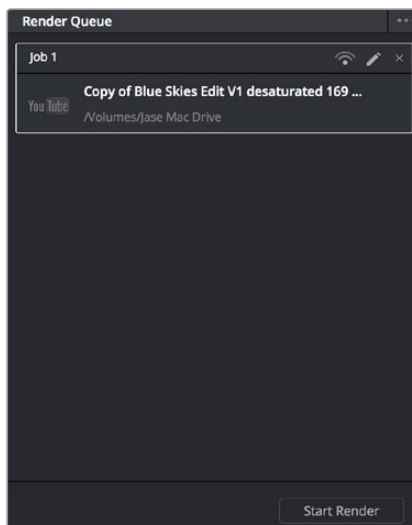 Render Queue
Job 1
You Tube
Copy of Blue Skies Edit V1 desaturated 169 ...
/Volumes/Jase Mac Drive
Start Render